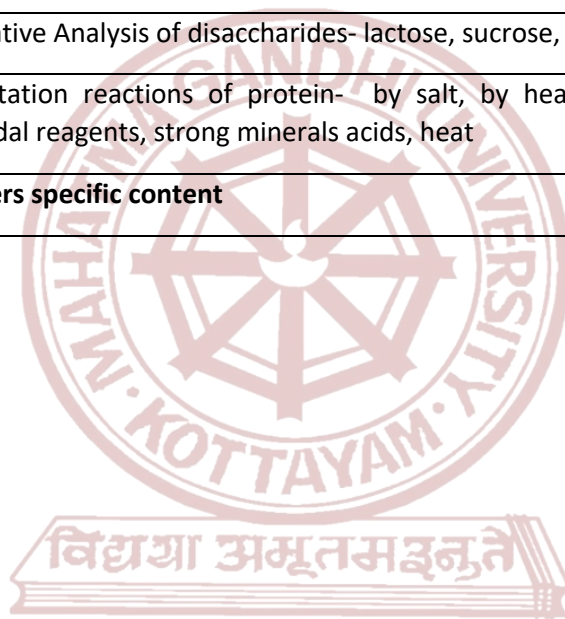 tive Analysis of disaccharides- lactose, sucrose,
tation reactions of protein- by salt, by hea
dal reagents, strong minerals acids, heat
ers specific content
MAHATMA GANDHI UNIVERSITY
KOTTAYAM
विद्यया अमृतमश्नुते